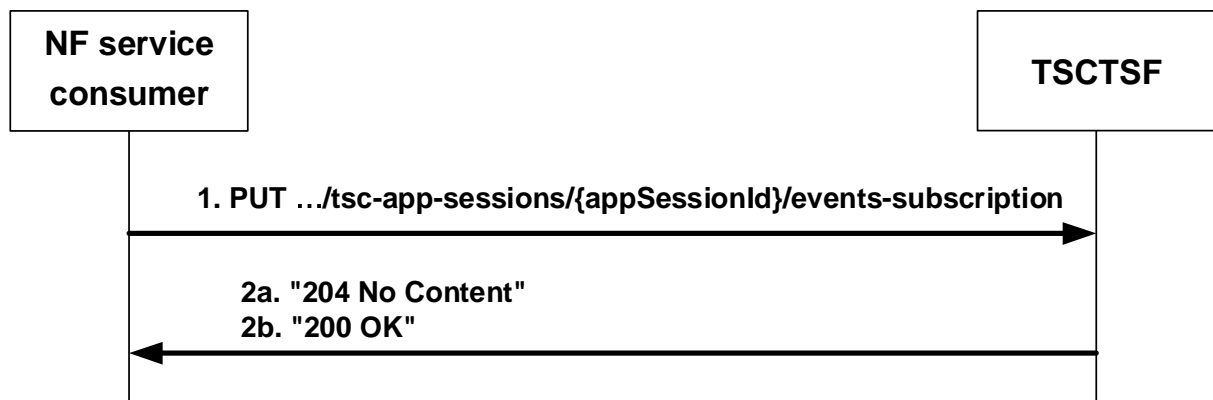 NF service
consumer
TSCTSF
1. PUT …/tsc-app-sessions/{appSessionId}/events-subscription
2a. "204 No Content"
2b. "200 OK"